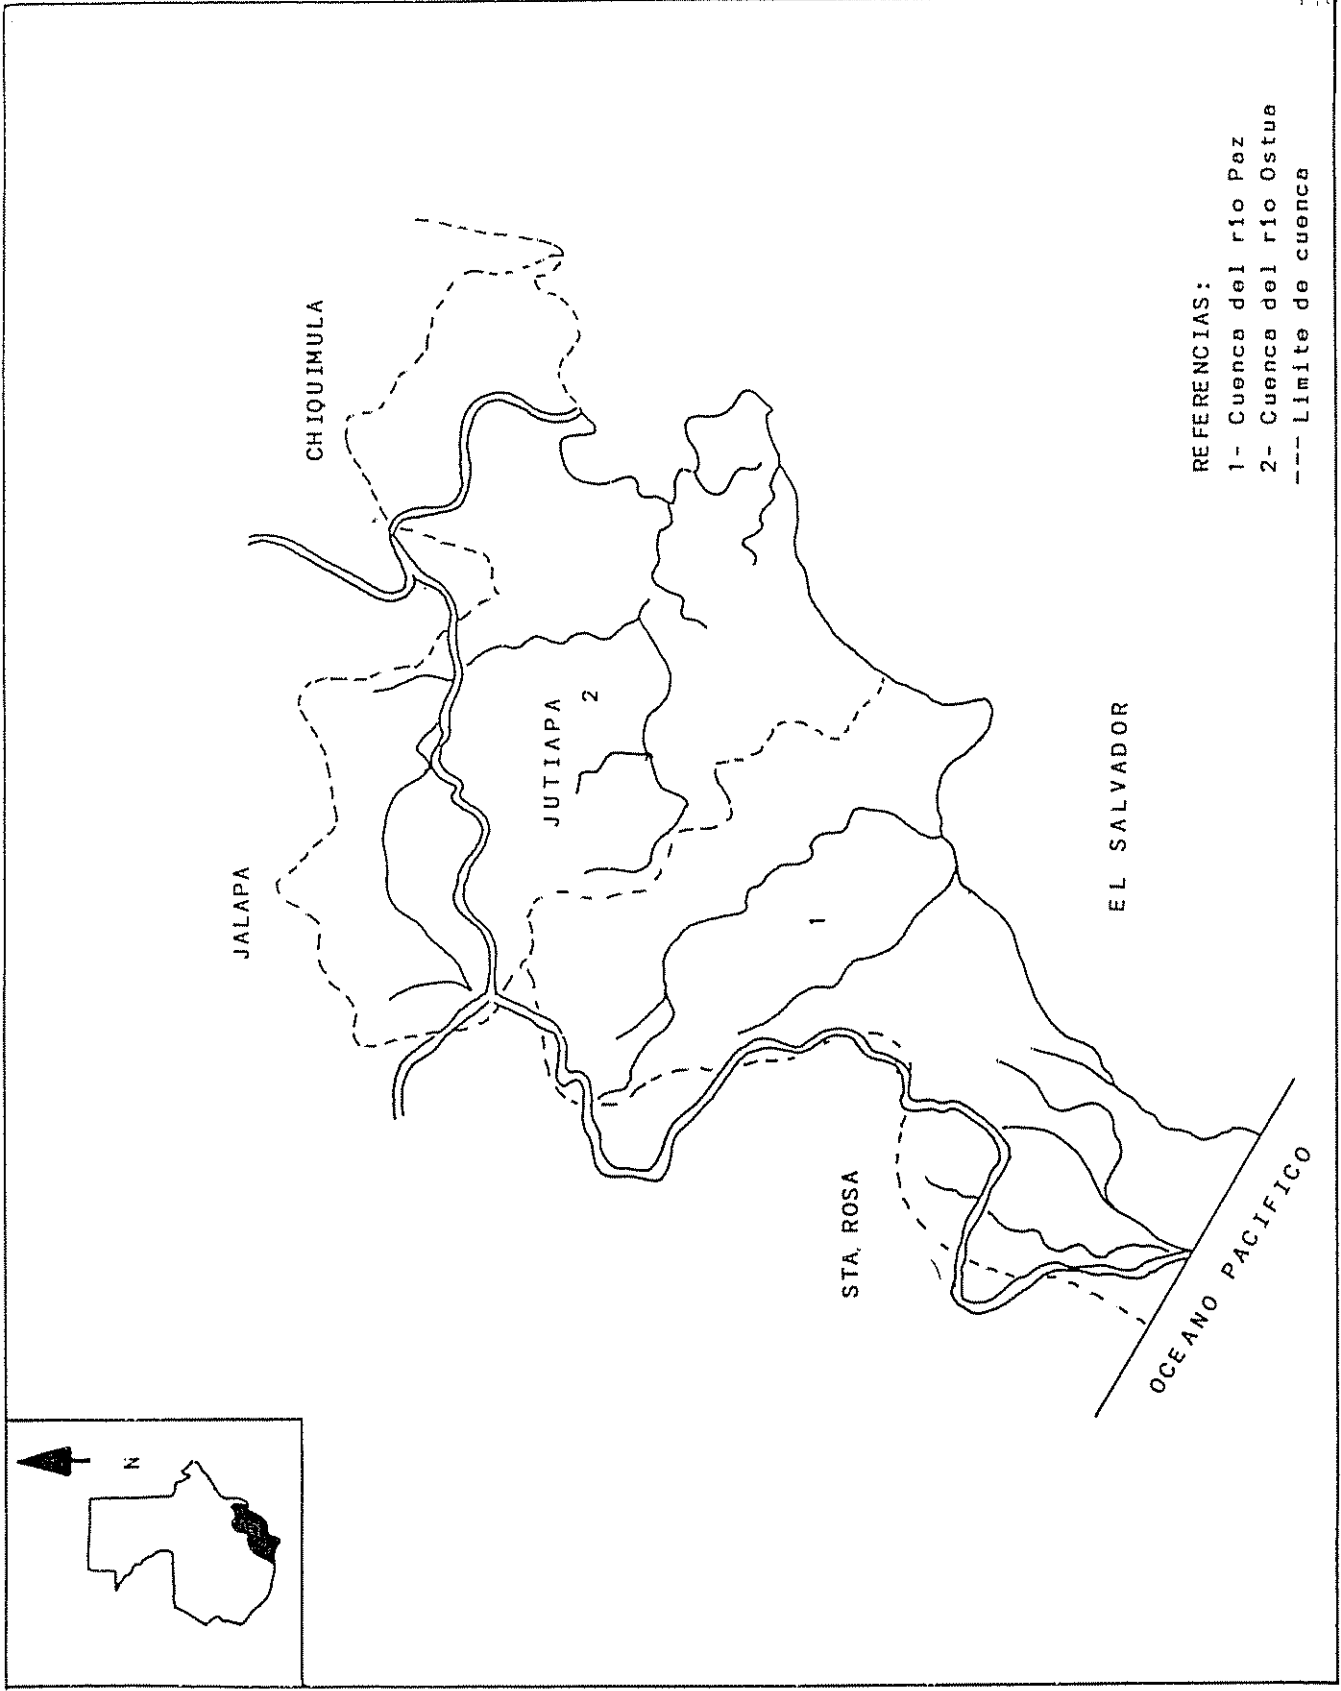 N
CHIQUIMULA
JALAPA
JUTIAPA
2
1
STA. ROSA
EL SALVADOR
OCEANO PACIFICO
REFERENCIAS:
1- Cuenca del río Paz
2- Cuenca del río Ostua
--- Límite de cuenca